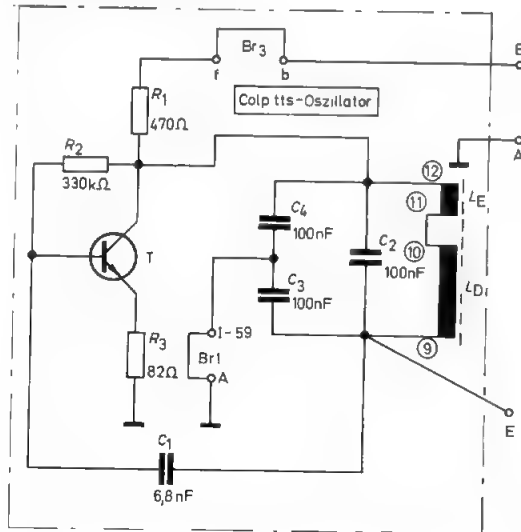 Br3
f
b
B
R1
470Ω
Colp tts-Oszillator
A
R2
330kΩ
12
11
LE
C4
100nF
C2
100nF
10
T
C3
100nF
LD
I-59
R3
82Ω
Br1
A
9
E
C1
6,8nF